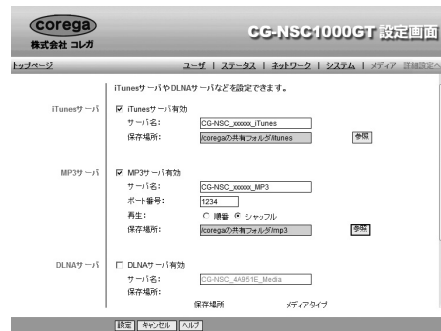 corega
株式会社 コレガ
CG-NSC1000GT 設定画面
トップページ
ユーザ | ステータス | ネットワーク | システム | メディア 詳細設定へ
iTunesサーバやDLNAサーバなどを設定できます。
iTunesサーバ
iTunesサーバ有効
サーバ名: CG-NSC_xxxxxx_iTunes
保存場所: /coregaの共有フォルダ/itunes 参照
MP3サーバ
MP3サーバ有効
サーバ名: CG-NSC_xxxxxx_MP3
ポート番号: 1234
再生: 順番 シャッフル
保存場所: /coregaの共有フォルダ/mp3 参照
DLNAサーバ
DLNAサーバ有効
サーバ名: CG-NSC_4A951E_Media
保存場所:
保存場所 メディアタイプ
設定 キャンセル ヘルプ